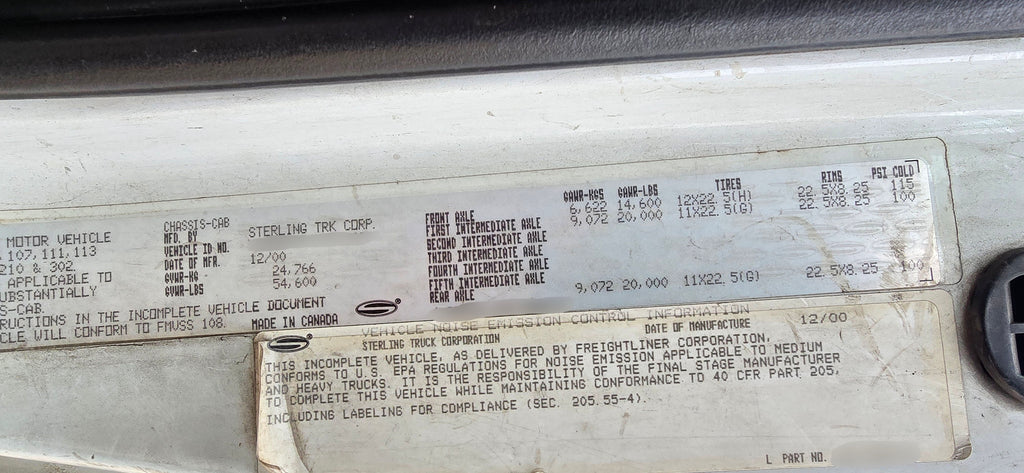 MOTOR VEHICLE
107, 111, 113
210 & 302.
APPLICABLE TO
UBSTANTIALLY
S-CAB.
RUCTIONS IN THE INCOMPLETE VEHICLE DOCUMENT
CLE WILL CONFORM TO FMVSS 108.
MADE IN CANADA
CHASSIS-CAB
MFD. BY STERLING TRK CORP.
VEHICLE ID NO.
DATE OF MFR. 12/00
GVWR-KG 24,766
GVWR-LBS 54,600
GAWR-KGS GAWR-LBS TIRES RIMS PSI COLD
FRONT AXLE 6,622 14,600 12X22.5(H) 22.5X8.25 115
FIRST INTERMEDIATE AXLE 9,072 20,000 11X22.5(G) 22.5X8.25 100
SECOND INTERMEDIATE AXLE
THIRD INTERMEDIATE AXLE
FOURTH INTERMEDIATE AXLE
FIFTH INTERMEDIATE AXLE
REAR AXLE 9,072 20,000 11X22.5(G) 22.5X8.25 100
VEHICLE NOISE EMISSION CONTROL INFORMATION
STERLING TRUCK CORPORATION DATE OF MANUFACTURE 12/00
THIS INCOMPLETE VEHICLE, AS DELIVERED BY FREIGHTLINER CORPORATION,
CONFORMS TO U.S. EPA REGULATIONS FOR NOISE EMISSION APPLICABLE TO MEDIUM
AND HEAVY TRUCKS. IT IS THE RESPONSIBILITY OF THE FINAL STAGE MANUFACTURER
TO COMPLETE THIS VEHICLE WHILE MAINTAINING CONFORMANCE TO 40 CFR PART 205,
INCLUDING LABELING FOR COMPLIANCE (SEC. 205.55-4).
L PART NO.